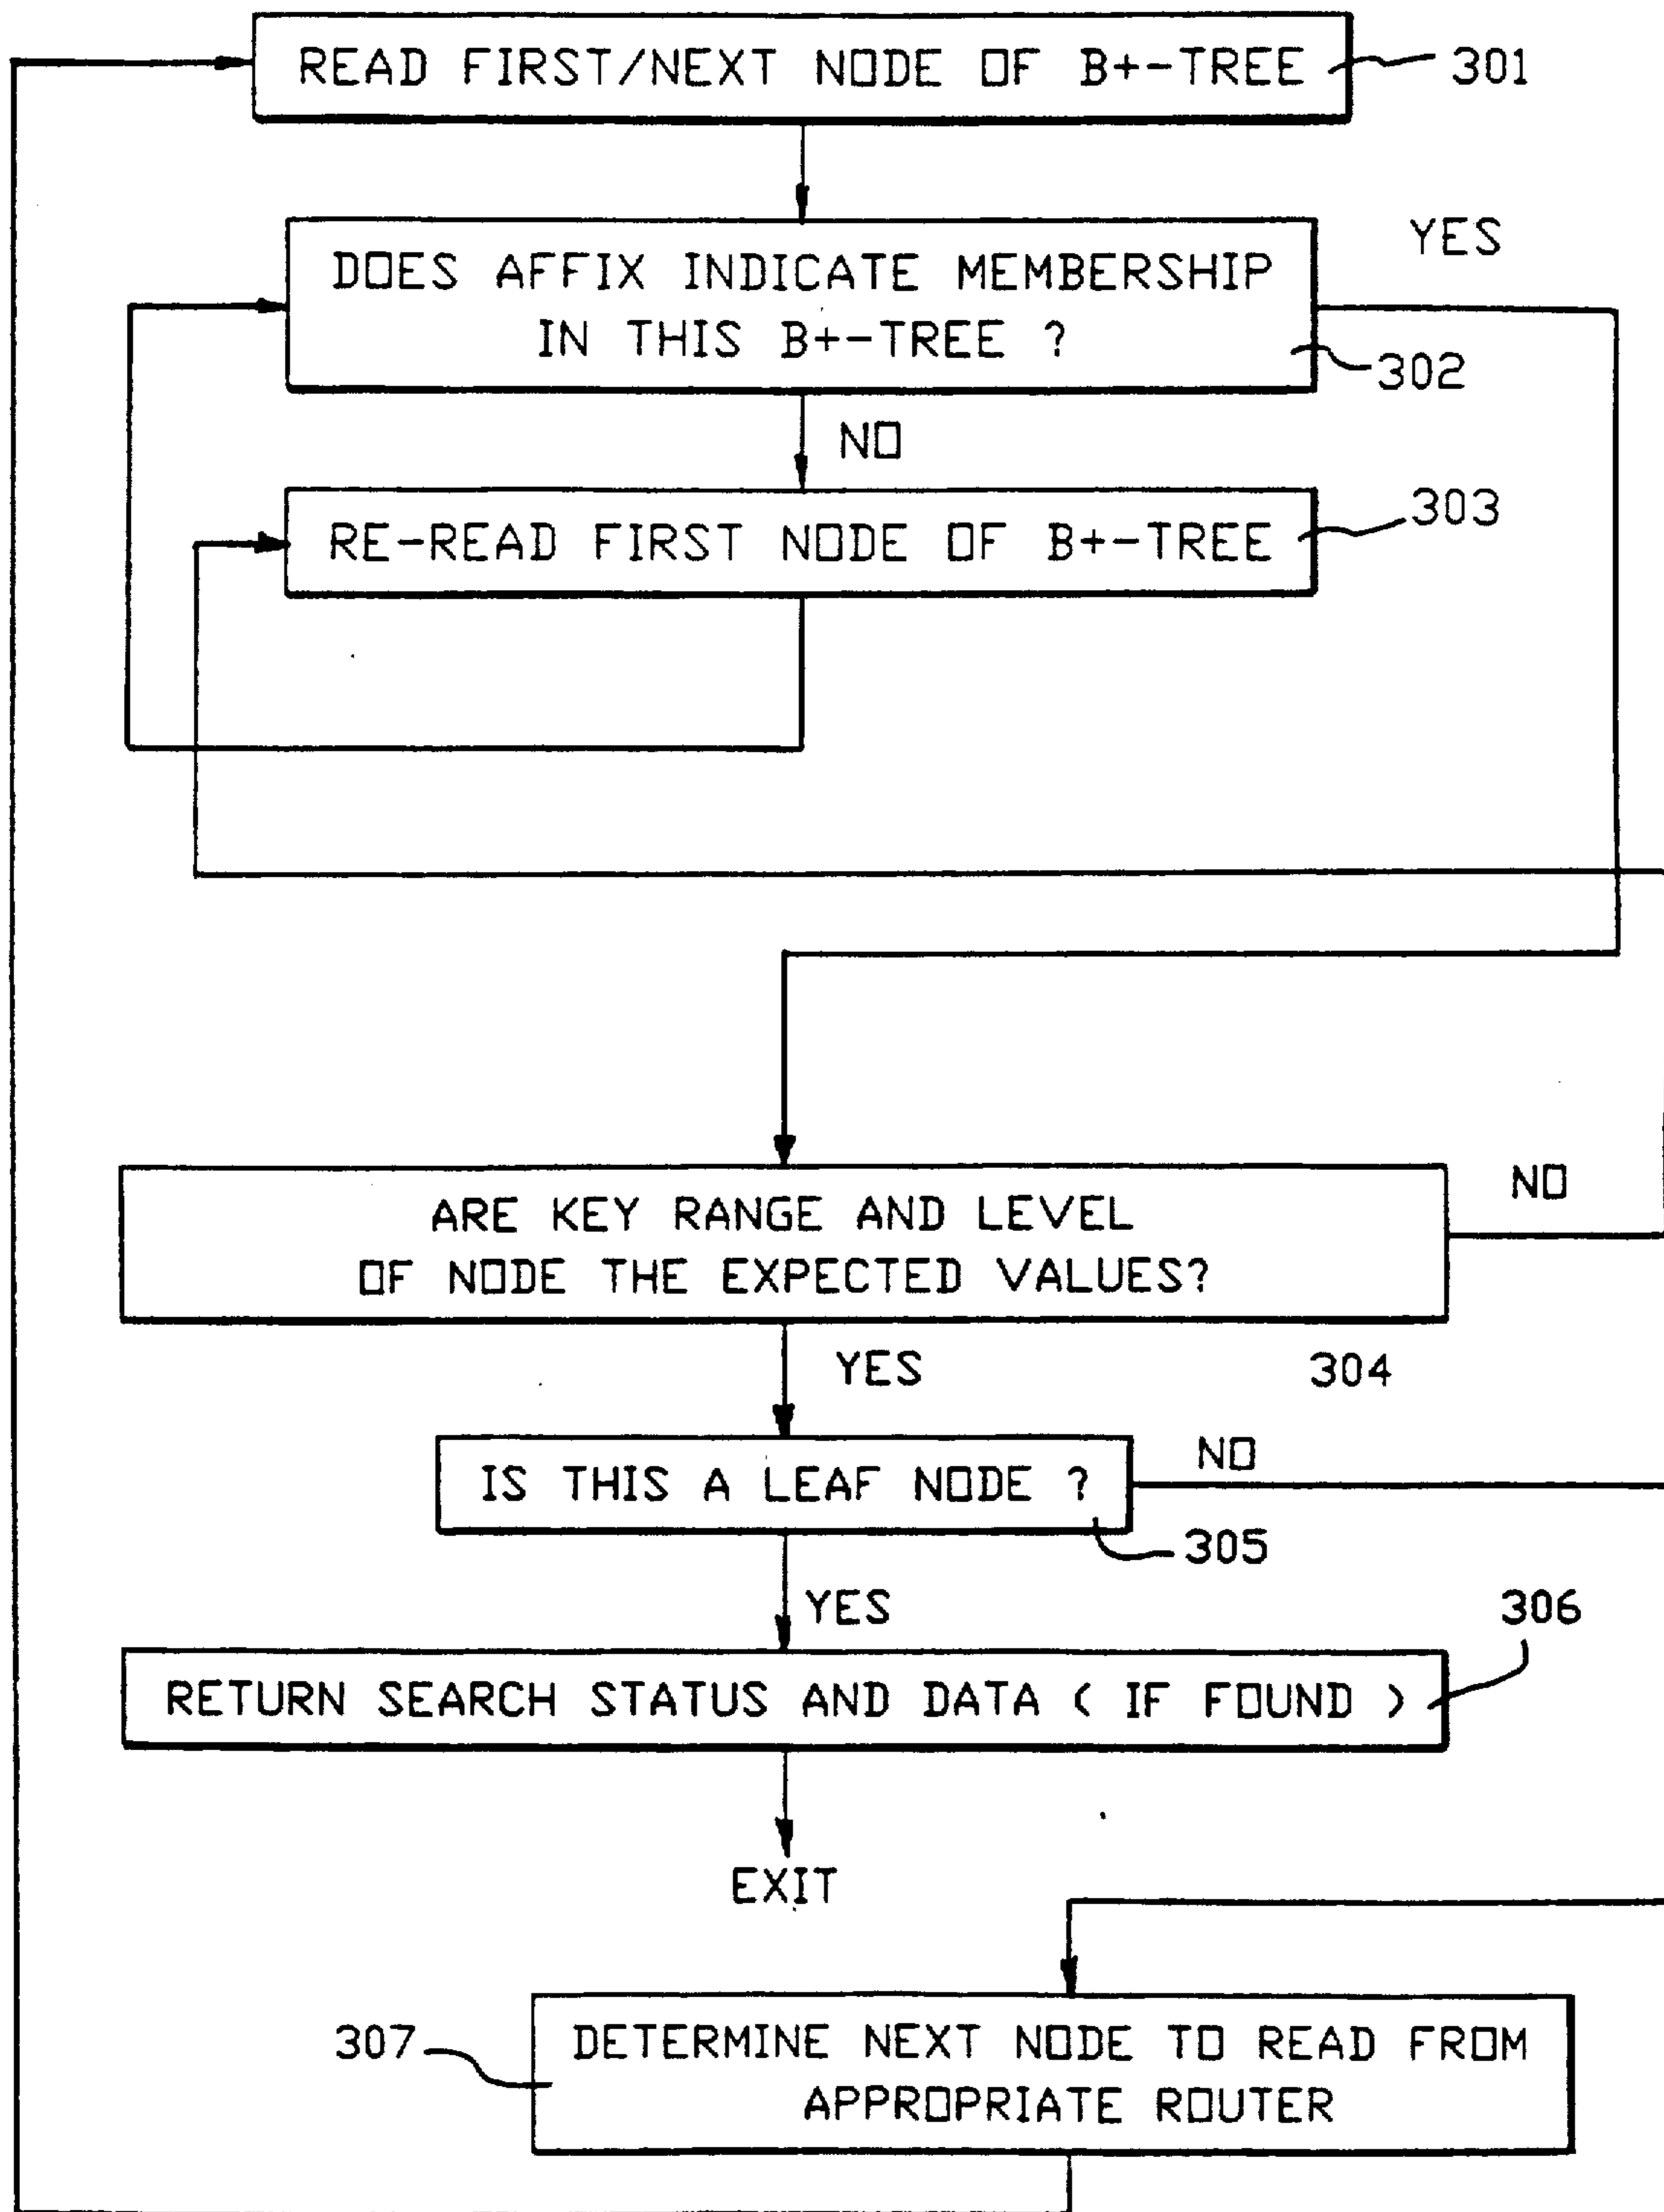 READ FIRST/NEXT NODE OF B+-TREE
301
DOES AFFIX INDICATE MEMBERSHIP
IN THIS B+-TREE ?
YES
302
NO
RE-READ FIRST NODE OF B+-TREE
303
ARE KEY RANGE AND LEVEL
OF NODE THE EXPECTED VALUES?
NO
YES
304
IS THIS A LEAF NODE ?
NO
305
YES
306
RETURN SEARCH STATUS AND DATA ( IF FOUND )
EXIT
307
DETERMINE NEXT NODE TO READ FROM
APPROPRIATE ROUTER